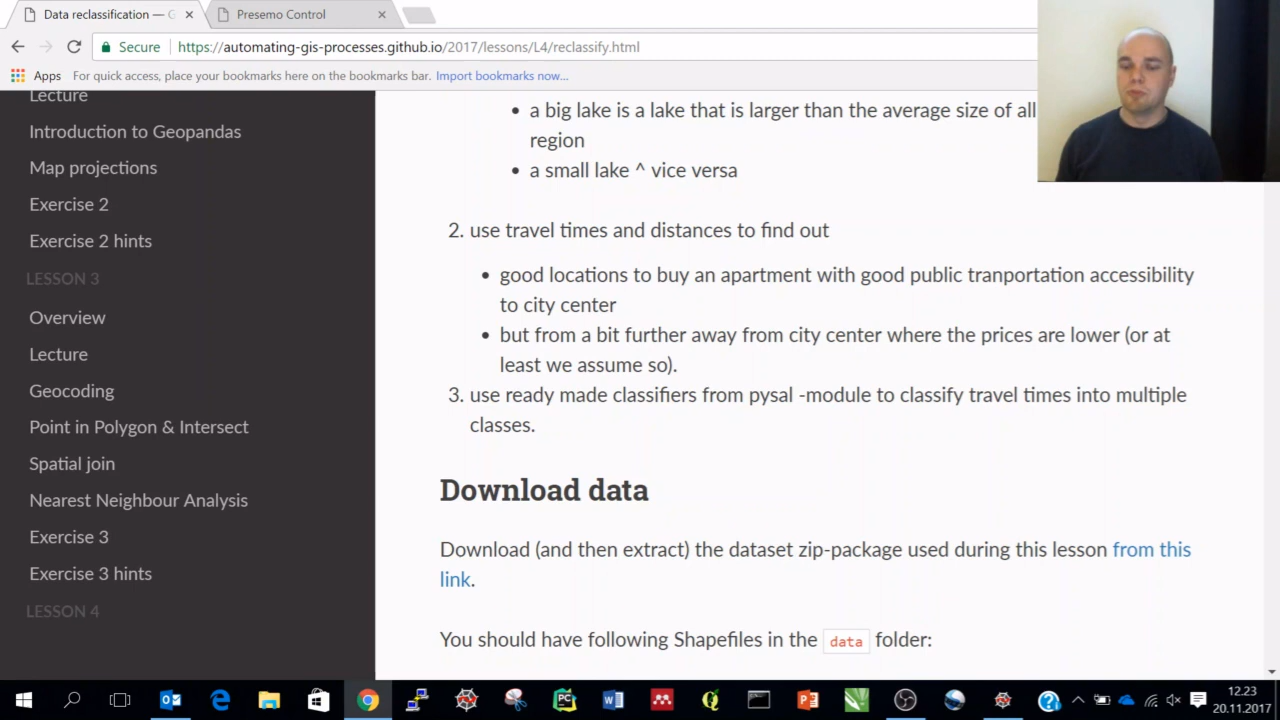 Data reclassification — G
Presemo Control
Secure
https://automating-gis-processes.github.io/2017/lessons/L4/reclassify.html
Apps
For quick access, place your bookmarks here on the bookmarks bar.
Import bookmarks now...
Lecture
Introduction to Geopandas
Map projections
Exercise 2
Exercise 2 hints
LESSON 3
Overview
Lecture
Geocoding
Point in Polygon & Intersect
Spatial join
Nearest Neighbour Analysis
Exercise 3
Exercise 3 hints
LESSON 4
• a big lake is a lake that is larger than the average size of all
region
• a small lake ^ vice versa
2. use travel times and distances to find out
• good locations to buy an apartment with good public tranportation accessibility
to city center
• but from a bit further away from city center where the prices are lower (or at
least we assume so).
3. use ready made classifiers from pysal -module to classify travel times into multiple
classes.
Download data
Download (and then extract) the dataset zip-package used during this lesson from this
link.
You should have following Shapefiles in the data folder:
12.23
20.11.2017